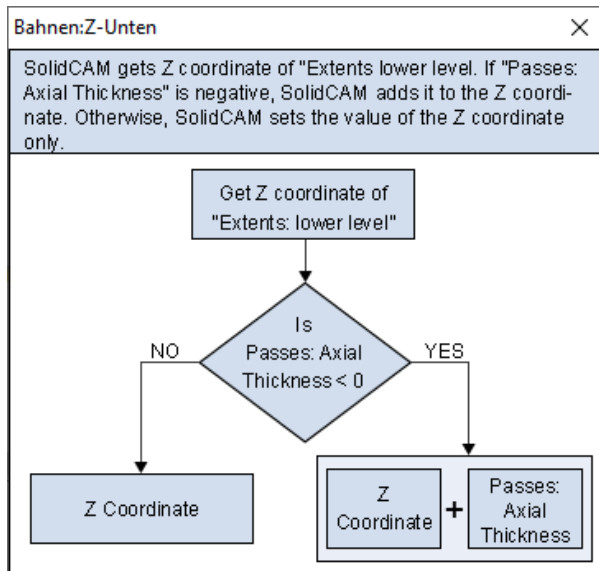 Bahnen:Z-Unten
SolidCAM gets Z coordinate of "Extents lower level. If "Passes:
Axial Thickness" is negative, SolidCAM adds it to the Z coordi-
nate. Otherwise, SolidCAM sets the value of the Z coordinate
only.
Get Z coordinate of
"Extents: lower level"
Is
Passes: Axial
Thickness < 0
NO
YES
Z Coordinate
Z
Coordinate
+
Passes:
Axial
Thickness